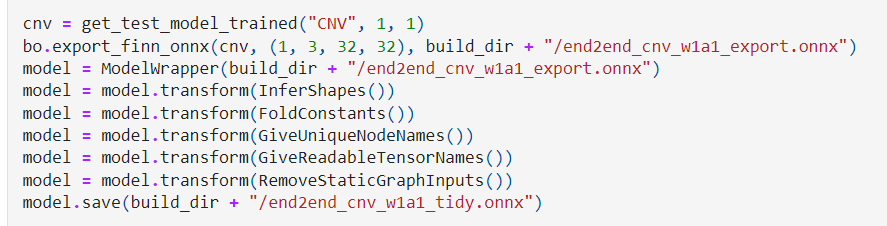 cnv = get_test_model_trained("CNV", 1, 1)
bo.export_finn_onnx(cnv, (1, 3, 32, 32), build_dir + "/end2end_cnv_w1a1_export.onnx")
model = ModelWrapper(build_dir + "/end2end_cnv_w1a1_export.onnx")
model = model.transform(InferShapes())
model = model.transform(FoldConstants())
model = model.transform(GiveUniqueNodeNames())
model = model.transform(GiveReadableTensorNames())
model = model.transform(RemoveStaticGraphInputs())
model.save(build_dir + "/end2end_cnv_w1a1_tidy.onnx")